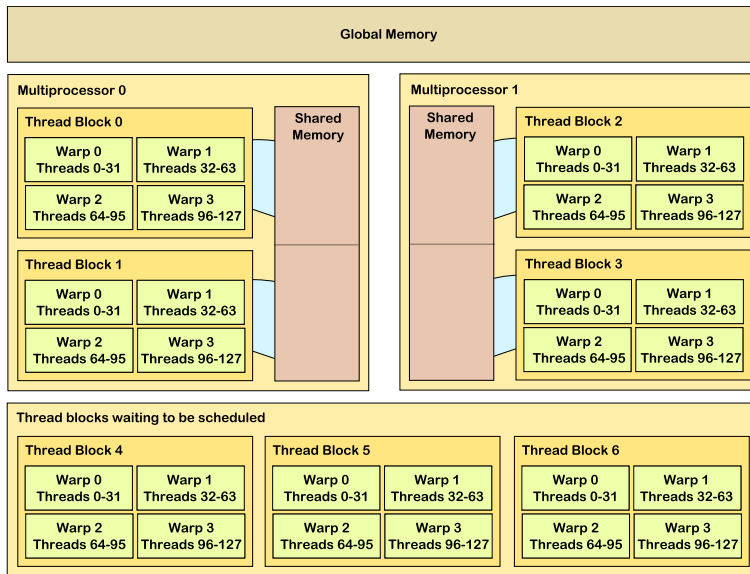 Global Memory
Multiprocessor 0
Thread Block 0
Warp 0
Threads 0-31
Warp 1
Threads 32-63
Warp 2
Threads 64-95
Warp 3
Threads 96-127
Thread Block 1
Warp 0
Threads 0-31
Warp 1
Threads 32-63
Warp 2
Threads 64-95
Warp 3
Threads 96-127
Shared
Memory
Multiprocessor 1
Shared
Memory
Thread Block 2
Warp 0
Threads 0-31
Warp 1
Threads 32-63
Warp 2
Threads 64-95
Warp 3
Threads 96-127
Thread Block 3
Warp 0
Threads 0-31
Warp 1
Threads 32-63
Warp 2
Threads 64-95
Warp 3
Threads 96-127
Thread blocks waiting to be scheduled
Thread Block 4
Warp 0
Threads 0-31
Warp 1
Threads 32-63
Warp 2
Threads 64-95
Warp 3
Threads 96-127
Thread Block 5
Warp 0
Threads 0-31
Warp 1
Threads 32-63
Warp 2
Threads 64-95
Warp 3
Threads 96-127
Thread Block 6
Warp 0
Threads 0-31
Warp 1
Threads 32-63
Warp 2
Threads 64-95
Warp 3
Threads 96-127